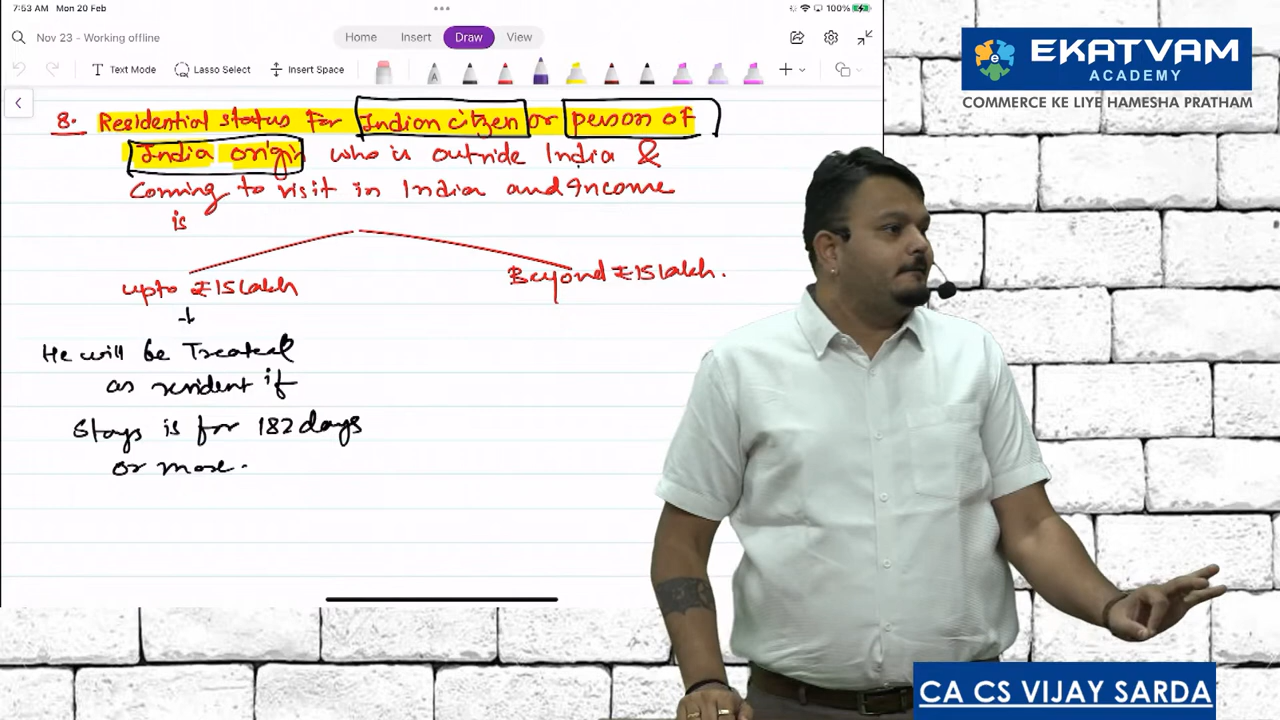 7:53 AM Mon 20 Feb
100%
Nov 23 - Working offline
Home Insert Draw View
Text Mode Lasso Select Insert Space
EKATVAM
ACADEMY
COMMERCE KE LIYE HAMESHA PRATHAM
8. Residential status for Indian citizen or person of
India origin who is outside India &
Coming to visit in India and Income
is
upto ₹15 lakh
Beyond ₹15 lakh.
He will be Treated
as resident if
Stays is for 182 days
or more.
CA CS VIJAY SARDA